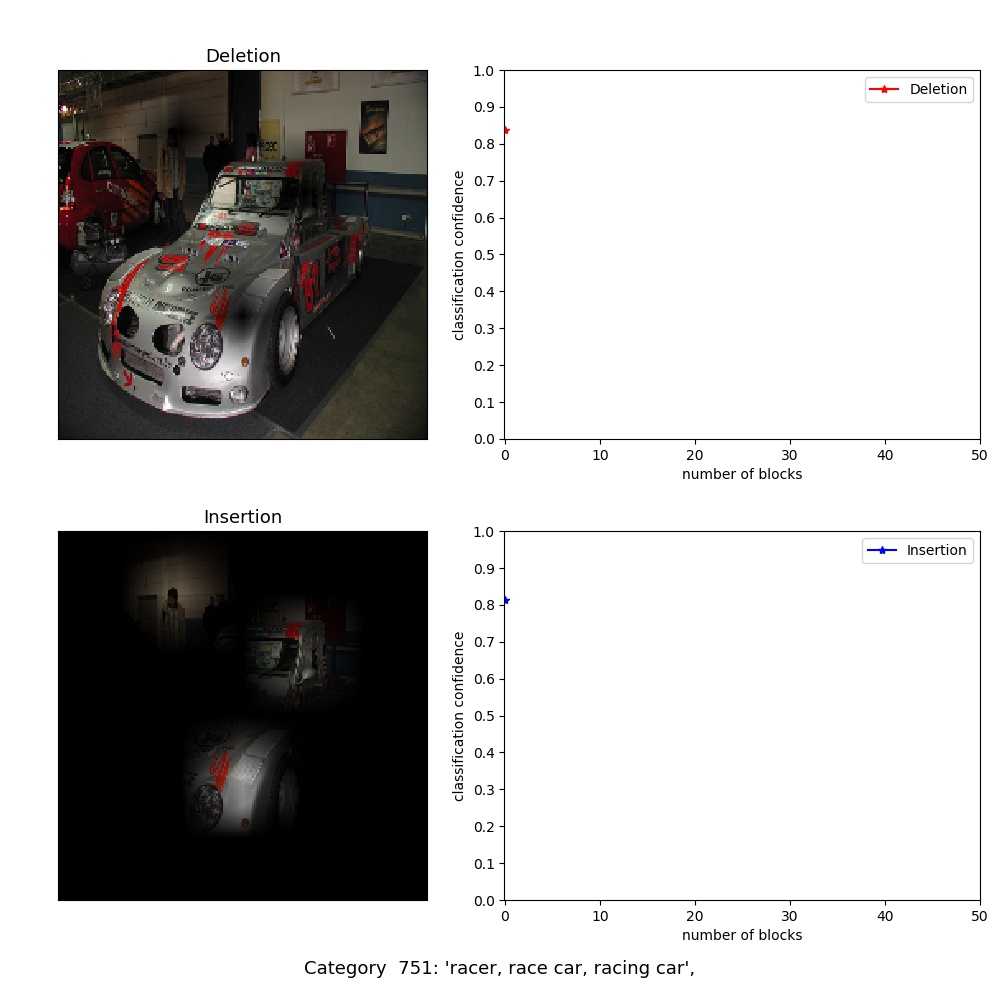 Deletion
1.0
0.9
0.8
0.7
0.6
0.5
0.4
0.3
0.2
0.1
0.0
classification confidence
Deletion
0 10 20 30 40 50
number of blocks
Insertion
1.0
0.9
0.8
0.7
0.6
0.5
0.4
0.3
0.2
0.1
0.0
classification confidence
Insertion
0 10 20 30 40 50
number of blocks
Category  751: 'racer, race car, racing car',